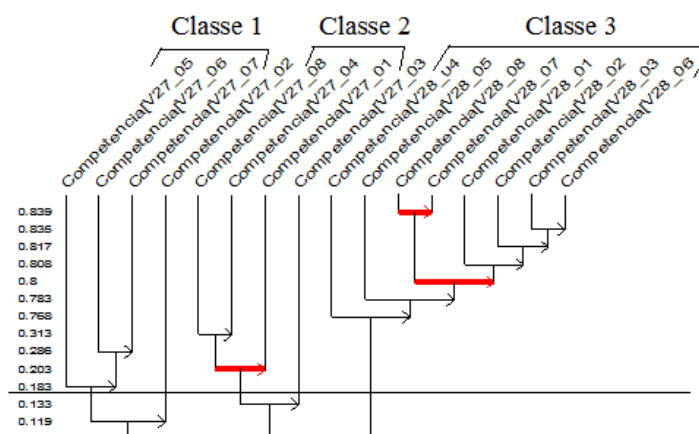 Classe 1
Classe 2
Classe 3
Competencia[V27_05
Competencia[V27_06
Competencia[V27_07
Competencia[V27_02
Competencia[V27_08
Competencia[V27_04
Competencia[V27_01
Competencia[V27_03
Competencia[V28_04
Competencia[V28_05
Competencia[V28_08
Competencia[V28_07
Competencia[V28_01
Competencia[V28_02
Competencia[V28_03
Competencia[V28_06
0.839
0.835
0.817
0.808
0.8
0.783
0.768
0.313
0.286
0.203
0.183
0.133
0.119